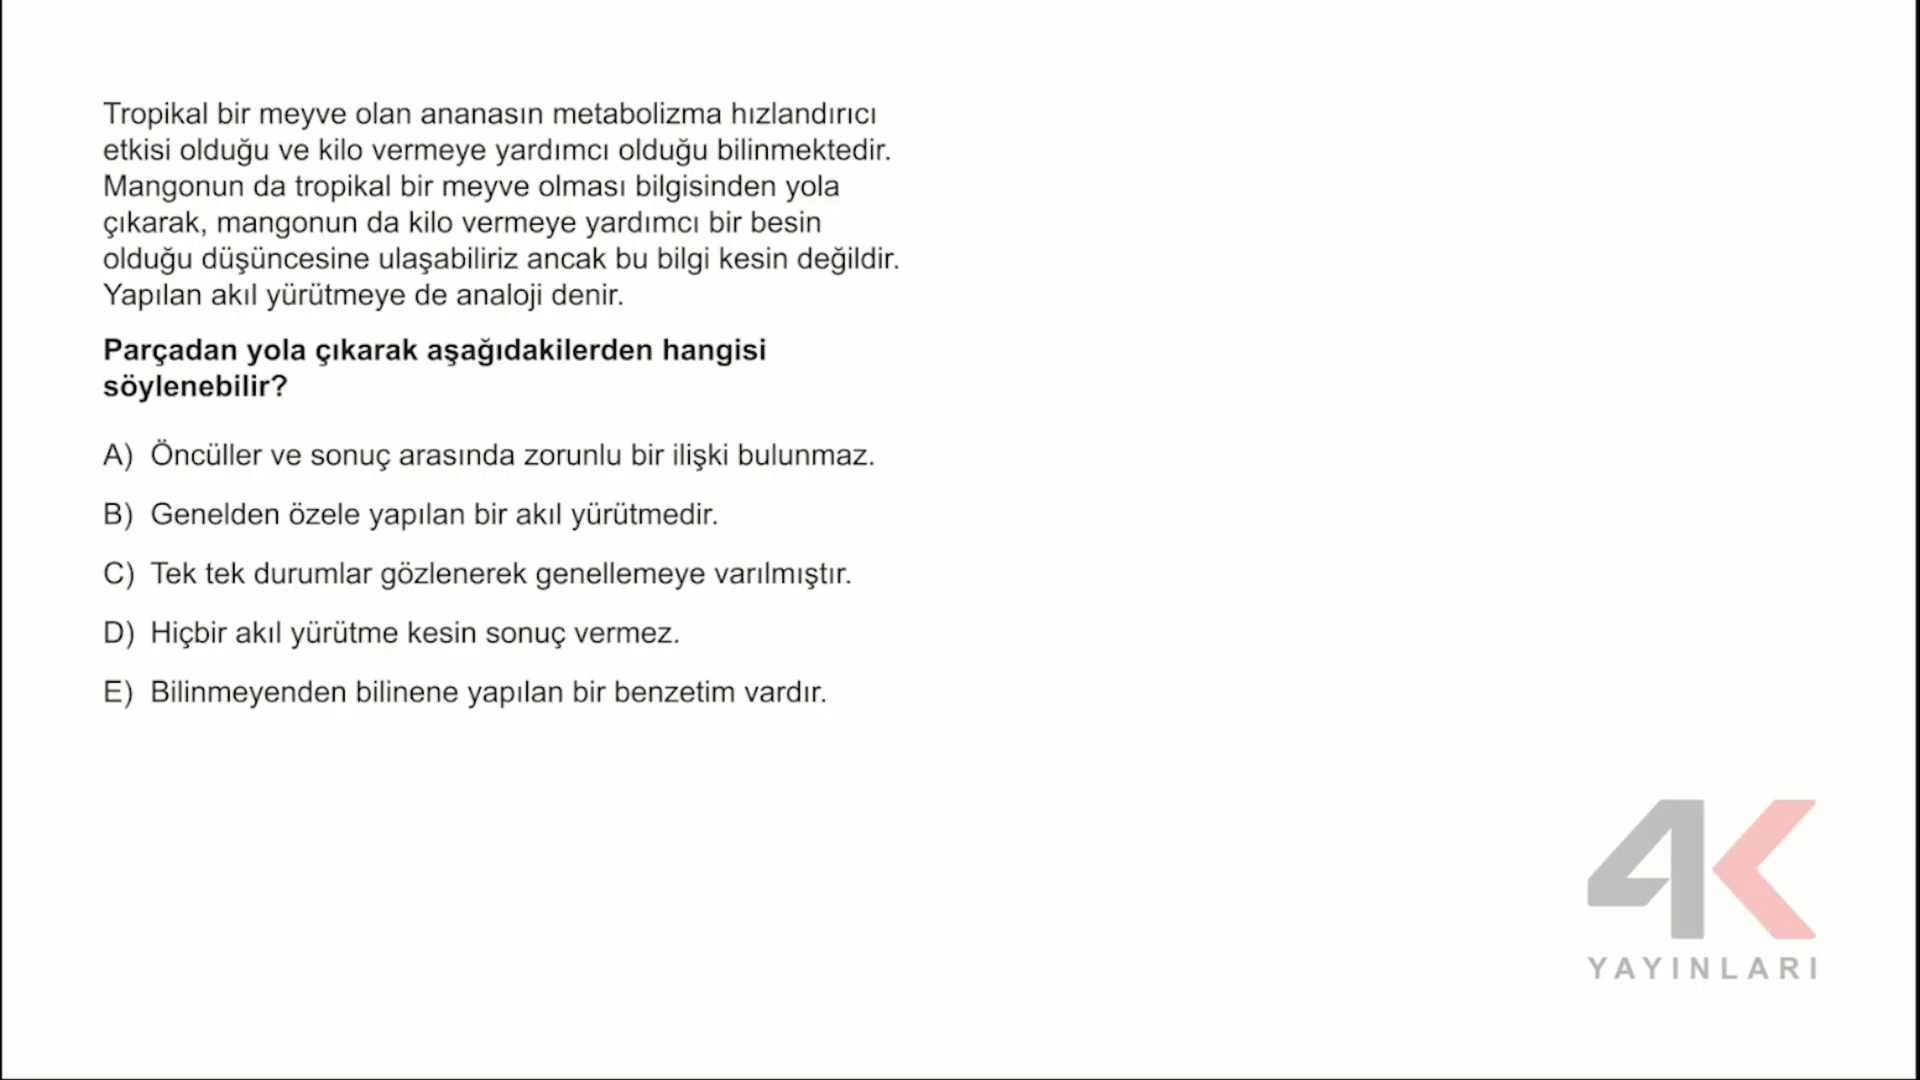 Tropikal bir meyve olan ananasın metabolizma hızlandırıcı
etkisi olduğu ve kilo vermeye yardımcı olduğu bilinmektedir.
Mangonun da tropikal bir meyve olması bilgisinden yola
çıkarak, mangonun da kilo vermeye yardımcı bir besin
olduğu düşüncesine ulaşabiliriz ancak bu bilgi kesin değildir.
Yapılan akıl yürütmeye de analoji denir.
Parçadan yola çıkarak aşağıdakilerden hangisi
söylenebilir?
A) Öncüller ve sonuç arasında zorunlu bir ilişki bulunmaz.
B) Genelden özele yapılan bir akıl yürütmedir.
C) Tek tek durumlar gözlenerek genellemeye varılmıştır.
D) Hiçbir akıl yürütme kesin sonuç vermez.
E) Bilinmeyenden bilinene yapılan bir benzetim vardır.
4K
YAYINLARI